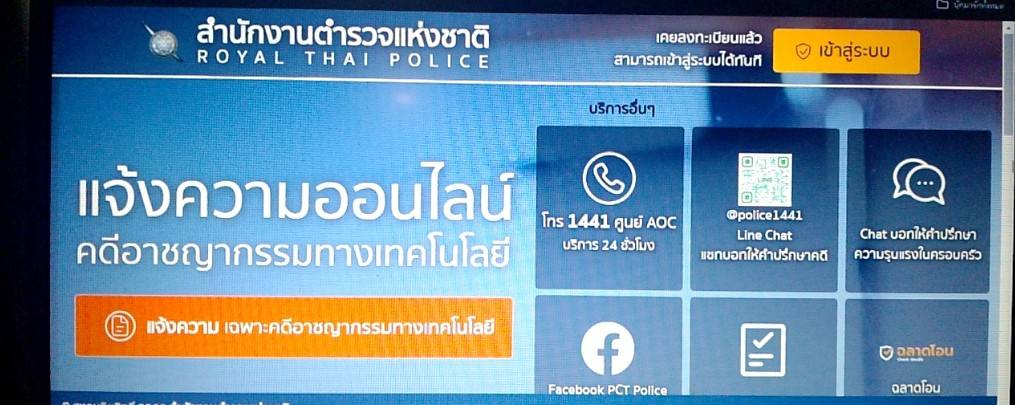 สำนักงานตำรวจแห่งชาติ
ROYAL THAI POLICE
เคยลงทะเบียนแล้ว
สามารถเข้าสู่ระบบได้ทันที
เข้าสู่ระบบ
แจ้งความออนไลน์
คดีอาชญากรรมทางเทคโนโลยี
แจ้งความ เฉพาะคดีอาชญากรรมทางเทคโนโลยี
บริการอื่นๆ
โทร 1441 ศูนย์ AOC
บริการ 24 ชั่วโมง
@police1441
Line Chat
แชทบอทให้คำปรึกษาคดี
Chat บอทให้คำปรึกษา
ความรุนแรงในครอบครัว
Facebook PCT Police
ฉลาดโอน
ฉลาดโอน